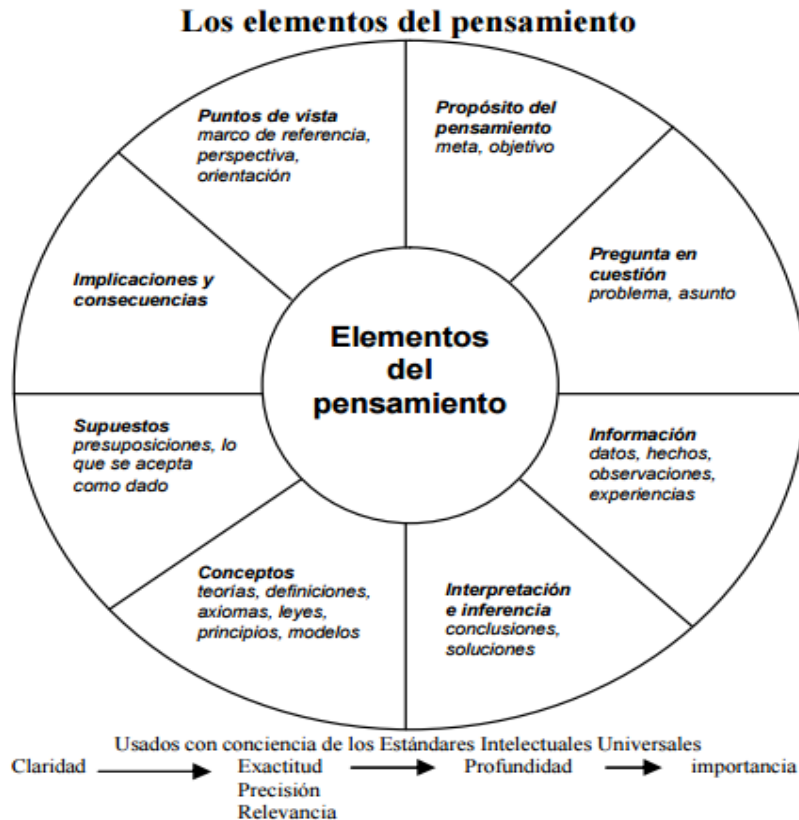 Los elementos del pensamiento
Puntos de vista
marco de referencia,
perspectiva,
orientación
Propósito del
pensamiento
meta, objetivo
Pregunta en
cuestión
problema, asunto
Información
datos, hechos,
observaciones,
experiencias
Interpretación
e inferencia
conclusiones,
soluciones
Conceptos
teorías, definiciones,
axiomas, leyes,
principios, modelos
Supuestos
presuposiciones, lo
que se acepta
como dado
Implicaciones y
consecuencias
Elementos
del
pensamiento
Usados con conciencia de los Estándares Intelectuales Universales
Claridad Exactitud Profundidad importancia
Precisión
Relevancia